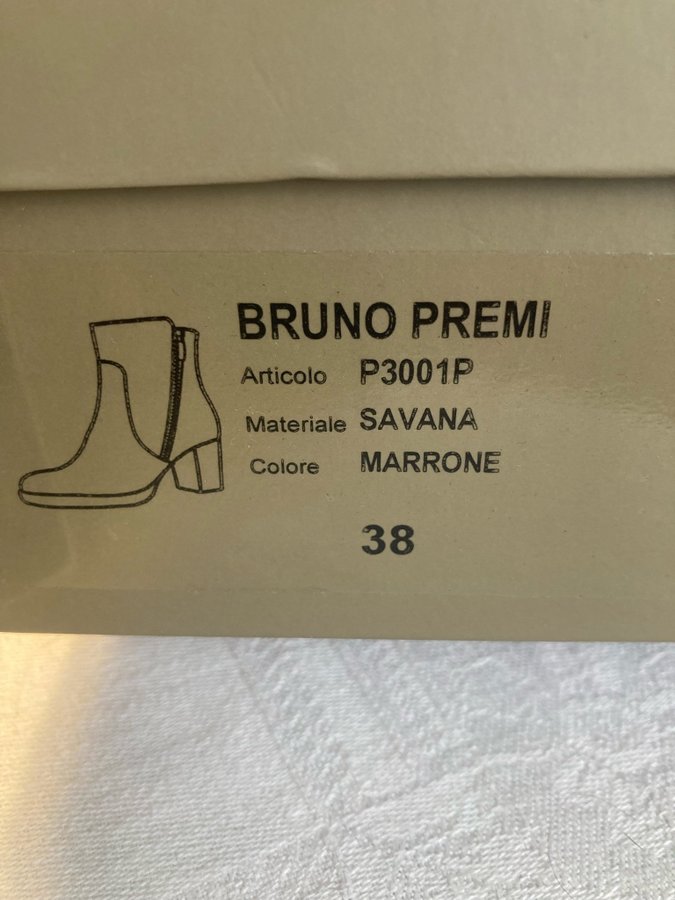 BRUNO PREMI
Articolo P3001P
Materiale SAVANA
Colore MARRONE
38